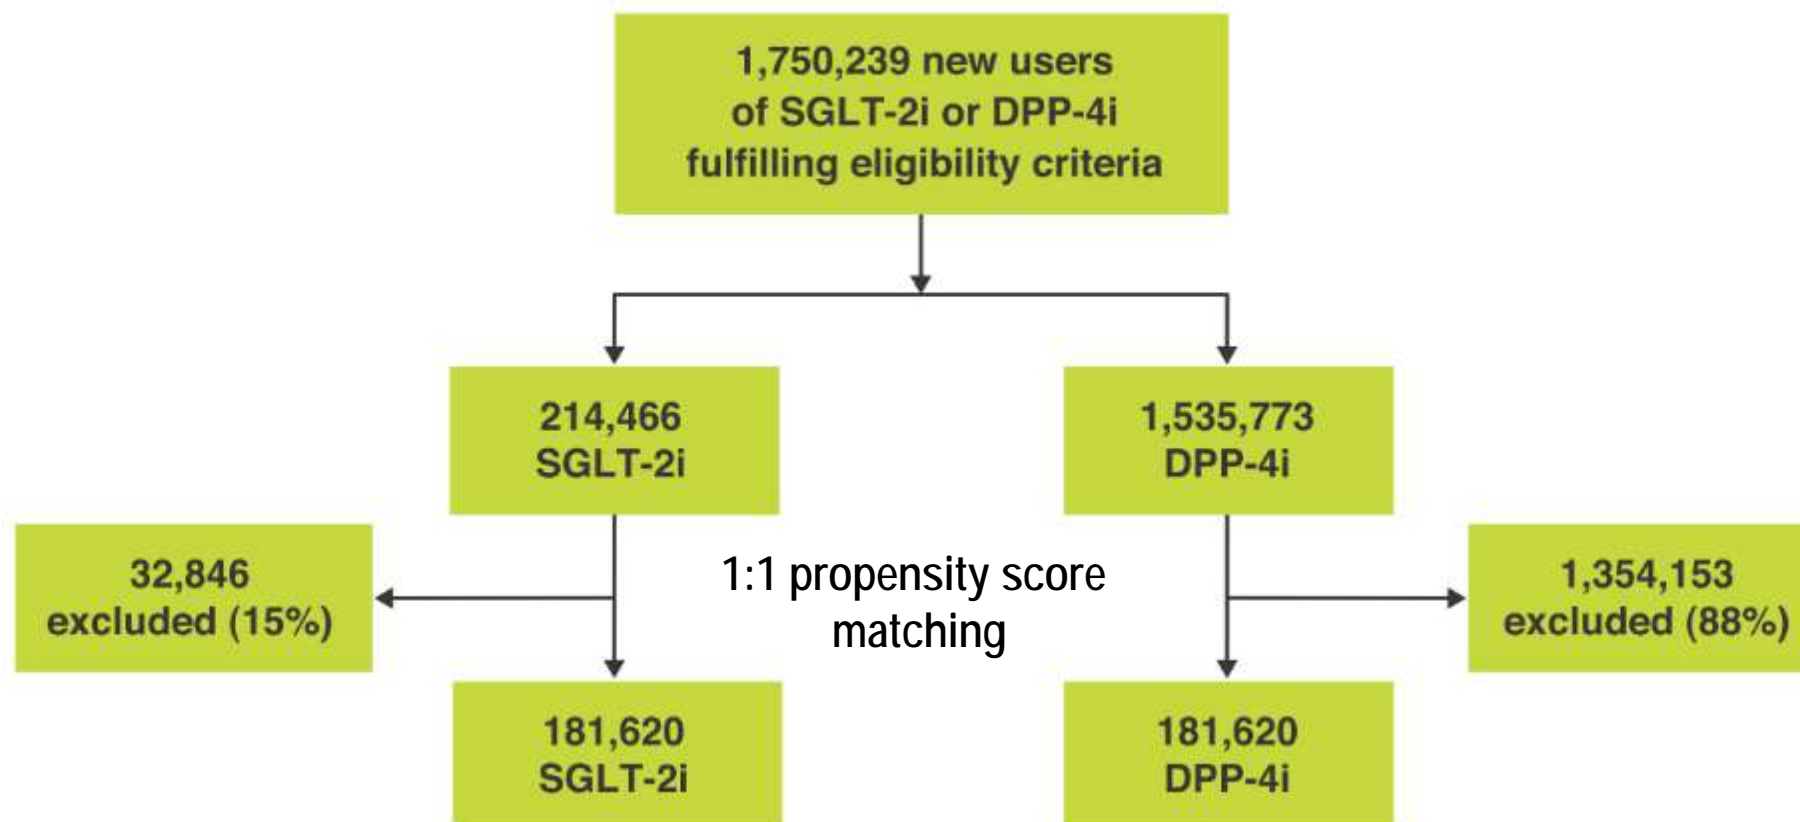 1,750,239 new users
of SGLT-2i or DPP-4i
fulfilling eligibility criteria
214,466
SGLT-2i
1,535,773
DPP-4i
32,846
excluded (15%)
1:1 propensity score
matching
1,354,153
excluded (88%)
181,620
SGLT-2i
181,620
DPP-4i